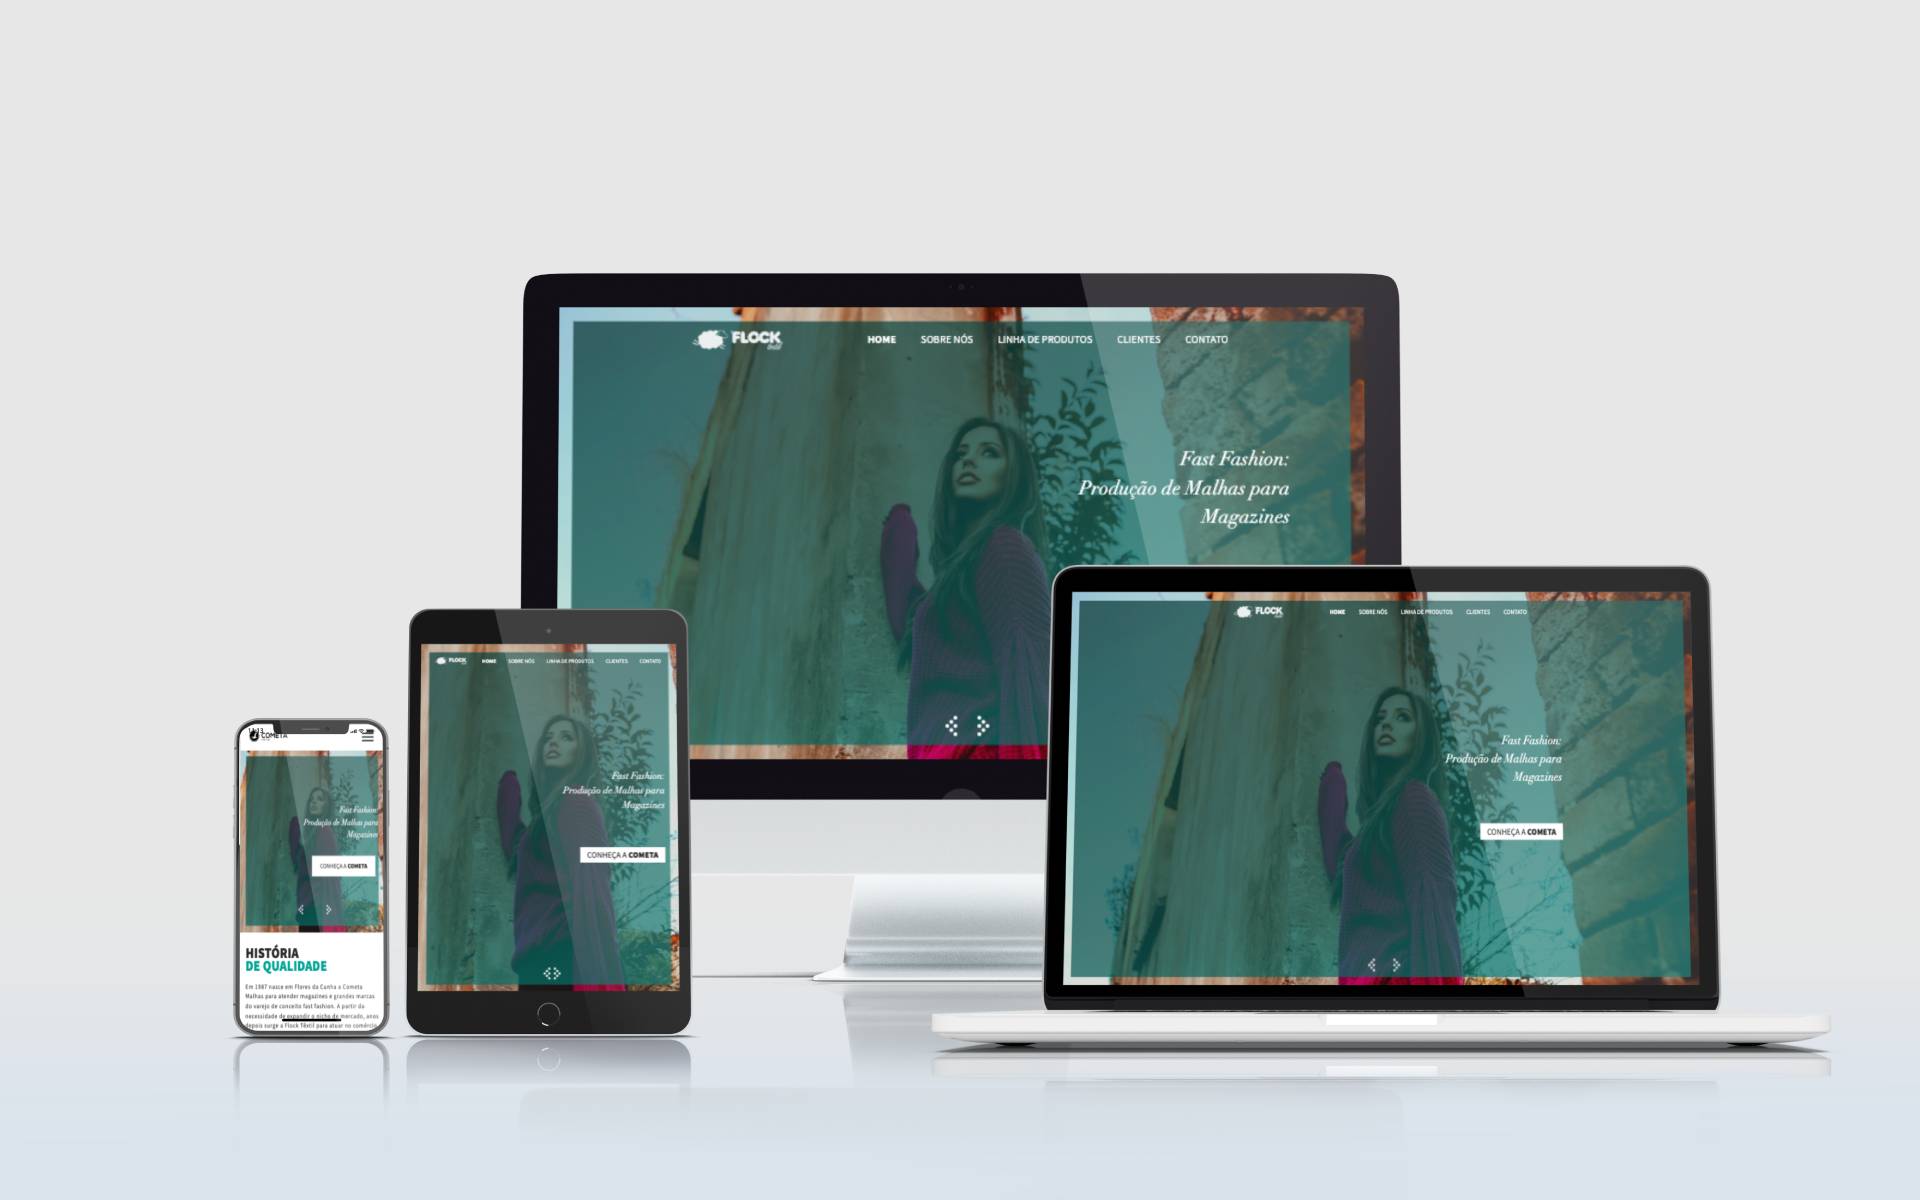 FLOCK
HOME SOBRE NÓS LINHA DE PRODUTOS CLIENTES CONTATO
Fast Fashion:
Produção de Malhas para
Magazines
FLOCK
HOME SOBRE NÓS LINHA DE PRODUTOS CLIENTES CONTATO
Fast Fashion:
Produção de Malhas para
Magazines
CONHEÇA A COMETA
FLOCK
HOME SOBRE NÓS LINHA DE PRODUTOS CLIENTES CONTATO
Fast Fashion:
Produção de Malhas para
Magazines
CONHEÇA A COMETA
COMETA
Fast Fashion:
Produção de Malhas para
Magazines
CONHEÇA A COMETA
HISTÓRIA
DE QUALIDADE
Em 1987 nasce em Flores da Cunha a Cometa
Malhas para atender magazines e grandes marcas
do varejo de conceito fast fashion. A partir da
necessidade de expandir o nicho de mercado, anos
depois surge a Flock Têxtil para atuar no comércio